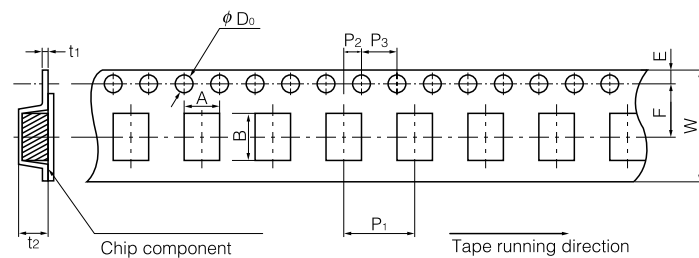 t1
ϕ D0
P2 P3
E
A
B
F
W
t2
P1
Chip component
Tape running direction